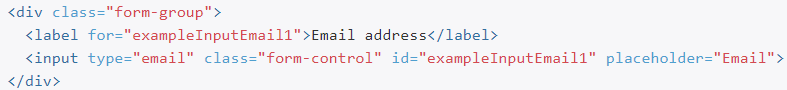 <div class="form-group">
  <label for="exampleInputEmail1">Email address</label>
  <input type="email" class="form-control" id="exampleInputEmail1" placeholder="Email">
</div>